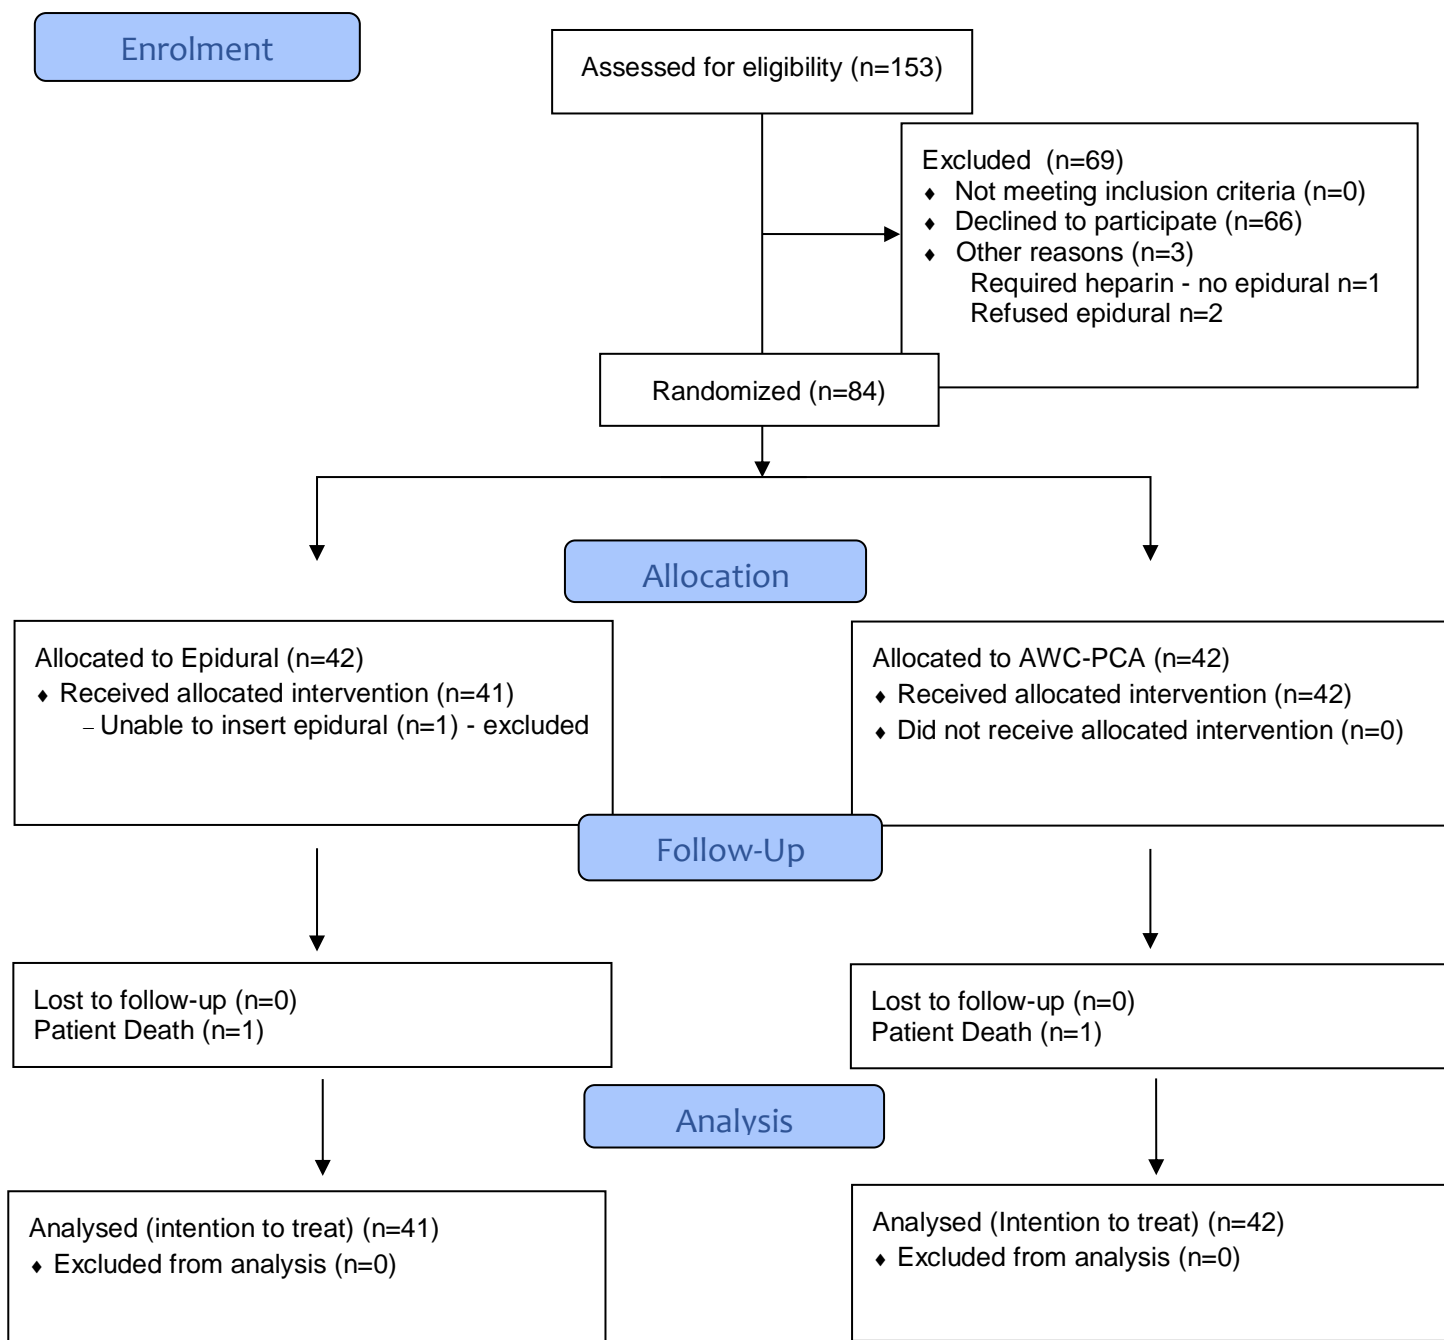 Enrolment
Assessed for eligibility (n=153)
Excluded  (n=69)
♦ Not meeting inclusion criteria (n=0)
♦ Declined to participate (n=66)
♦ Other reasons (n=3)
Required heparin - no epidural n=1
Refused epidural n=2
Randomized (n=84)
Allocation
Allocated to Epidural (n=42)
♦ Received allocated intervention (n=41)
– Unable to insert epidural (n=1) - excluded
Allocated to AWC-PCA (n=42)
♦ Received allocated intervention (n=42)
♦ Did not receive allocated intervention (n=0)
Follow-Up
Lost to follow-up (n=0)
Patient Death (n=1)
Lost to follow-up (n=0)
Patient Death (n=1)
Analysis
Analysed (intention to treat) (n=41)
♦ Excluded from analysis (n=0)
Analysed (Intention to treat) (n=42)
♦ Excluded from analysis (n=0)